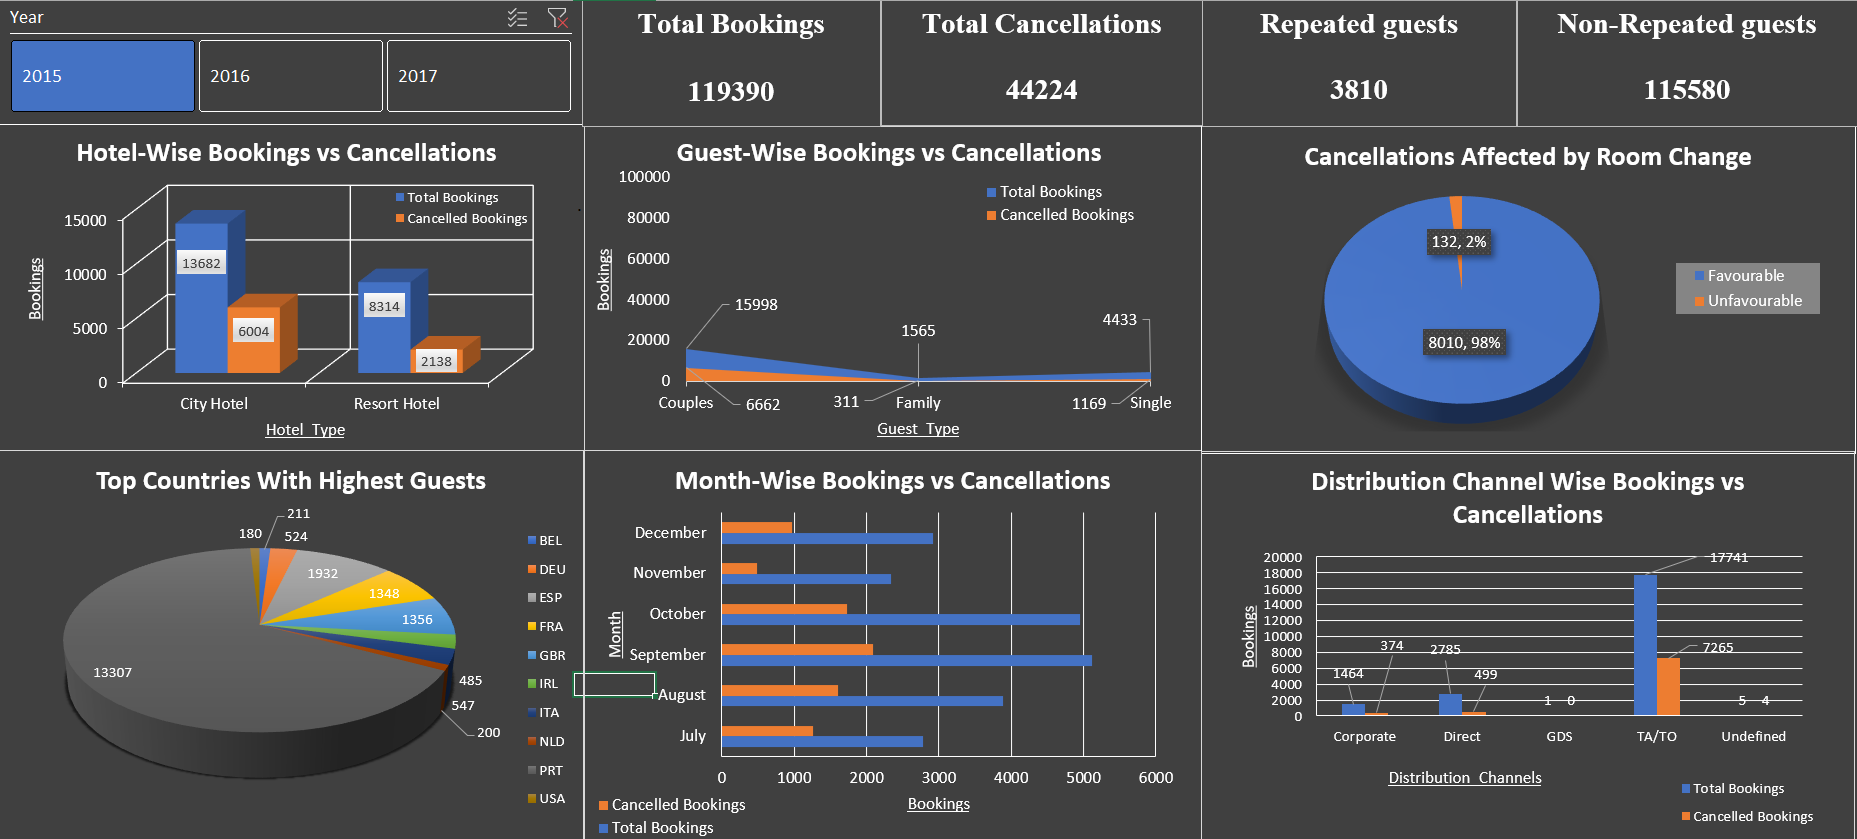 Year
2015
2016
2017
Total Bookings
119390
Total Cancellations
44224
Repeated guests
3810
Non-Repeated guests
115580
Hotel-Wise Bookings vs Cancellations
Total Bookings
Cancelled Bookings
Bookings
15000
10000
5000
0
13682
6004
8314
2138
City Hotel
Resort Hotel
Hotel Type
Guest-Wise Bookings vs Cancellations
Total Bookings
Cancelled Bookings
Bookings
100000
80000
60000
40000
20000
0
15998
1565
4433
6662
311
1169
Couples
Family
Single
Guest Type
Cancellations Affected by Room Change
132, 2%
8010, 98%
Favourable
Unfavourable
Top Countries With Highest Guests
180
211
524
1932
1348
1356
485
547
200
13307
BEL
DEU
ESP
FRA
GBR
IRL
ITA
NLD
PRT
USA
Month-Wise Bookings vs Cancellations
Month
December
November
October
September
August
July
0
1000
2000
3000
4000
5000
6000
Bookings
Cancelled Bookings
Total Bookings
Distribution Channel Wise Bookings vs
Cancellations
Bookings
20000
18000
16000
14000
12000
10000
8000
6000
4000
2000
0
1464
374
2785
499
1
0
17741
7265
5
4
Corporate
Direct
GDS
TA/TO
Undefined
Distribution Channels
Total Bookings
Cancelled Bookings